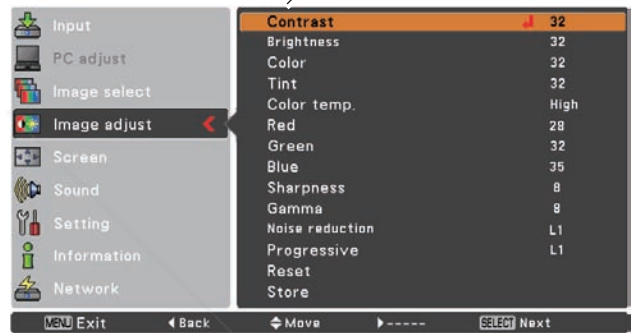 Input
PC adjust
Image select
Image adjust
Screen
Sound
Setting
Information
Network
Contrast 32
Brightness 32
Color 32
Tint 32
Color temp. High
Red 28
Green 32
Blue 35
Sharpness 8
Gamma 8
Noise reduction L1
Progressive L1
Reset
Store
MENU Exit Back Move ----- SELECT Next